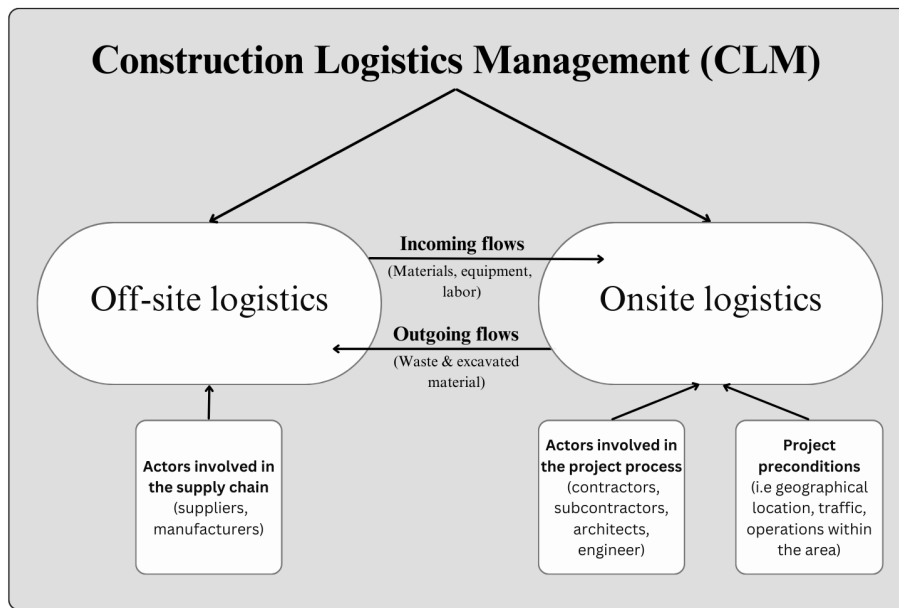 Construction Logistics Management (CLM)
Incoming flows
(Materials, equipment,
labor)
Off-site logistics
Onsite logistics
Outgoing flows
(Waste & excavated
material)
Actors involved in
the supply chain
(suppliers,
manufacturers)
Actors involved in
the project process
(contractors,
subcontractors,
architects,
engineer)
Project
preconditions
(i.e geographical
location, traffic,
operations within
the area)